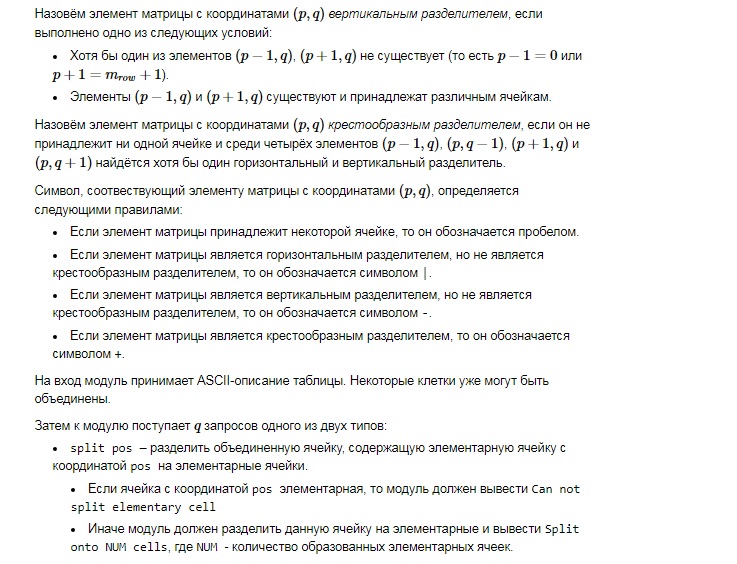 Назовём элемент матрицы с координатами (p, q) вертикальным разделителем, если
выполнено одно из следующих условий:
• Хотя бы один из элементов (p − 1, q), (p + 1, q) не существует (то есть p − 1 = 0 или
p + 1 = m_row + 1).
• Элементы (p − 1, q) и (p + 1, q) существуют и принадлежат различным ячейкам.
Назовём элемент матрицы с координатами (p, q) крестообразным разделителем, если он не
принадлежит ни одной ячейке и среди четырёх элементов (p − 1, q), (p, q − 1), (p + 1, q) и
(p, q + 1) найдётся хотя бы один горизонтальный и вертикальный разделитель.
Символ, соотвествующий элементу матрицы с координатами (p, q), определяется
следующими правилами:
• Если элемент матрицы принадлежит некоторой ячейке, то он обозначается пробелом.
• Если элемент матрицы является горизонтальным разделителем, но не является
крестообразным разделителем, то он обозначается символом |.
• Если элемент матрицы является вертикальным разделителем, но не является
крестообразным разделителем, то он обозначается символом -.
• Если элемент матрицы является крестообразным разделителем, то он обозначается
символом +.
На вход модуль принимает ASCII-описание таблицы. Некоторые клетки уже могут быть
объединены.
Затем к модулю поступает q запросов одного из двух типов:
• split pos – разделить объединенную ячейку, содержащую элементарную ячейку с
координатой pos на элементарные ячейки.
• Если ячейка с координатой pos элементарная, то модуль должен вывести Can not
split elementary cell
• Иначе модуль должен разделить данную ячейку на элементарные и вывести Split
onto NUM cells, где NUM - количество образованных элементарных ячеек.